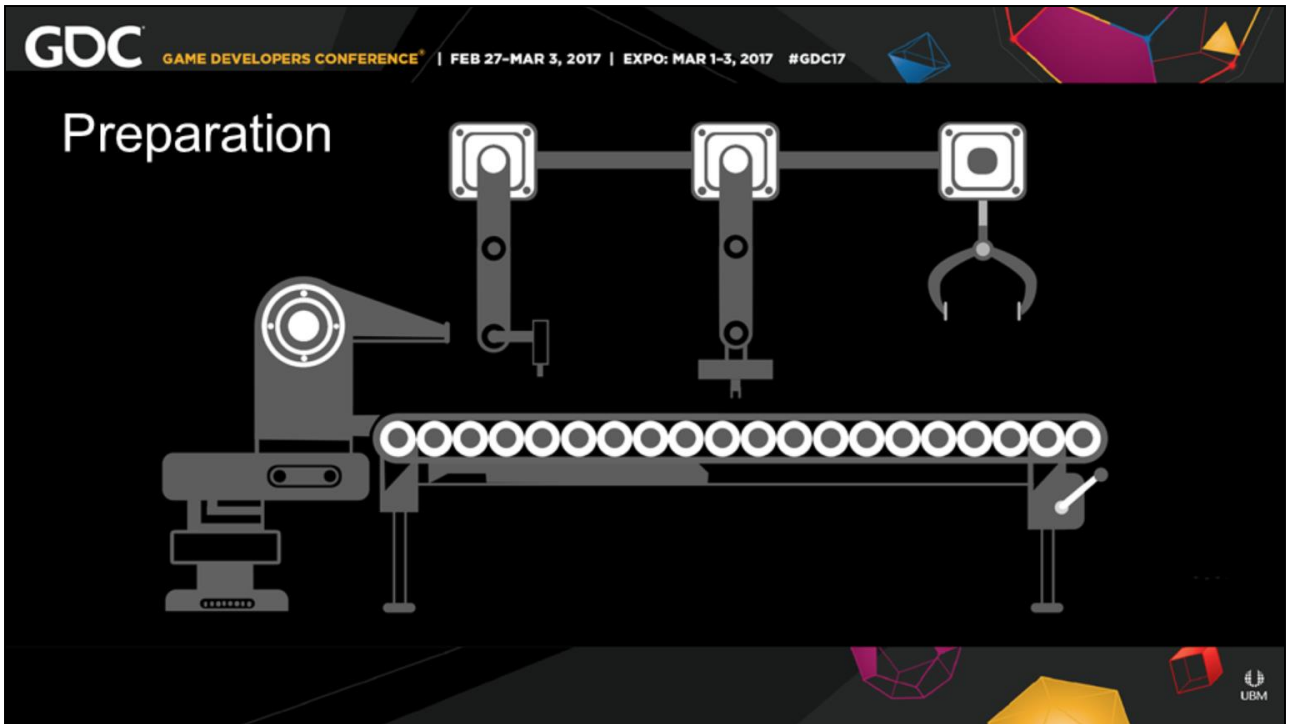 GDC GAME DEVELOPERS CONFERENCE® | FEB 27–MAR 3, 2017 | EXPO: MAR 1–3, 2017 #GDC17
Preparation
UBM